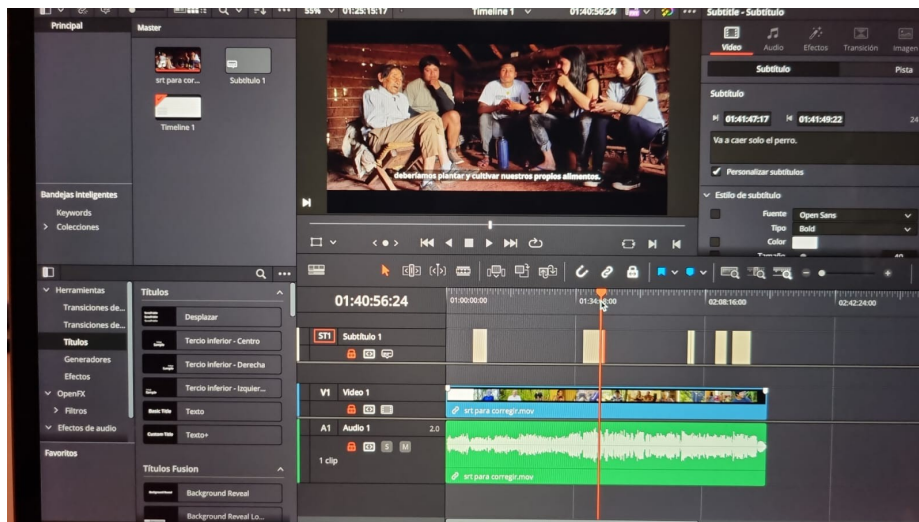 55%
01:25:15:17
Timeline 1
01:40:56:24
Subtitle - Subtítulo
Principal
Master
srt para cor...
Subtítulo 1
Timeline 1
deberíamos plantar y cultivar nuestros propios alimentos.
Video
Audio
Efectos
Transición
Imagen
Subtítulo
Pista
Subtítulo
01:41:47:17
01:41:49:22
24
Va a caer solo el perro.
Personalizar subtítulos
Estilo de subtítulo
Fuente
Open Sans
Tipo
Bold
Color
Tamaño
Bandejas inteligentes
Keywords
Colecciones
Herramientas
Transiciones de...
Transiciones de...
Títulos
Generadores
Efectos
OpenFX
Filtros
Efectos de audio
Favoritos
Títulos
Desplazar
Tercio inferior - Centro
Tercio inferior - Derecha
Tercio inferior - Izquier...
Basic Title
Texto
Custom Title
Texto+
Títulos Fusion
Background Reveal
Background Reveal Lo...
01:40:56:24
01:00:00:00
02:08:16:00
02:42:24:00
ST1
Subtítulo 1
V1
Video 1
srt para corregir.mov
A1
Audio 1
2.0
S
M
1 clip
srt para corregir.mov